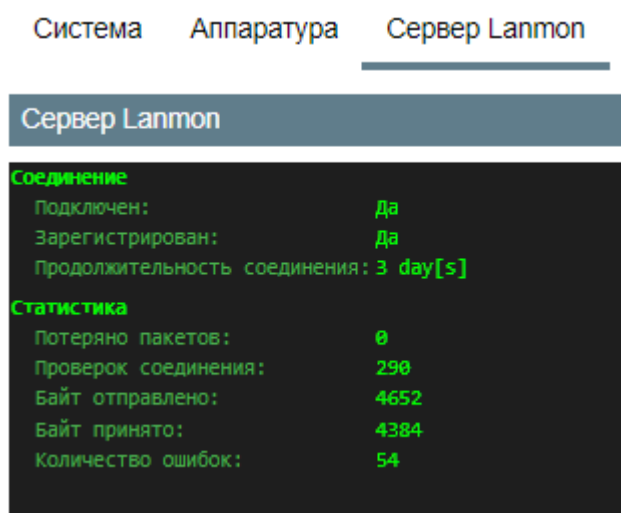 Система Аппаратура Сервер Lanmon
Сервер Lanmon
Соединение
Подключен: Да
Зарегистрирован: Да
Продолжительность соединения: 3 day[s]
Статистика
Потеряно пакетов: 0
Проверок соединения: 290
Байт отправлено: 4652
Байт принято: 4384
Количество ошибок: 54